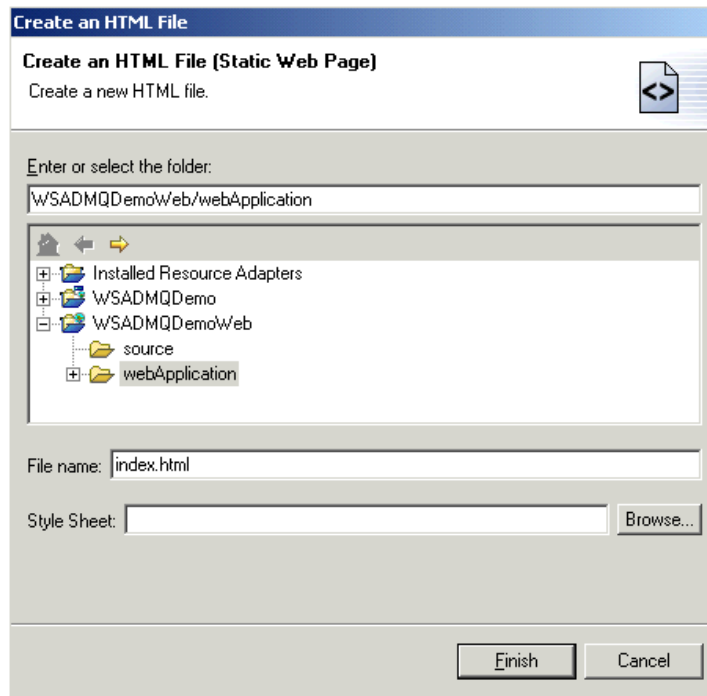 Create an HTML File
Create an HTML File (Static Web Page)
Create a new HTML file.
Enter or select the folder:
WSADMQDemoWeb/webApplication
Installed Resource Adapters
WSADMQDemo
WSADMQDemoWeb
source
webApplication
File name: index.html
Style Sheet: Browse...
Finish Cancel